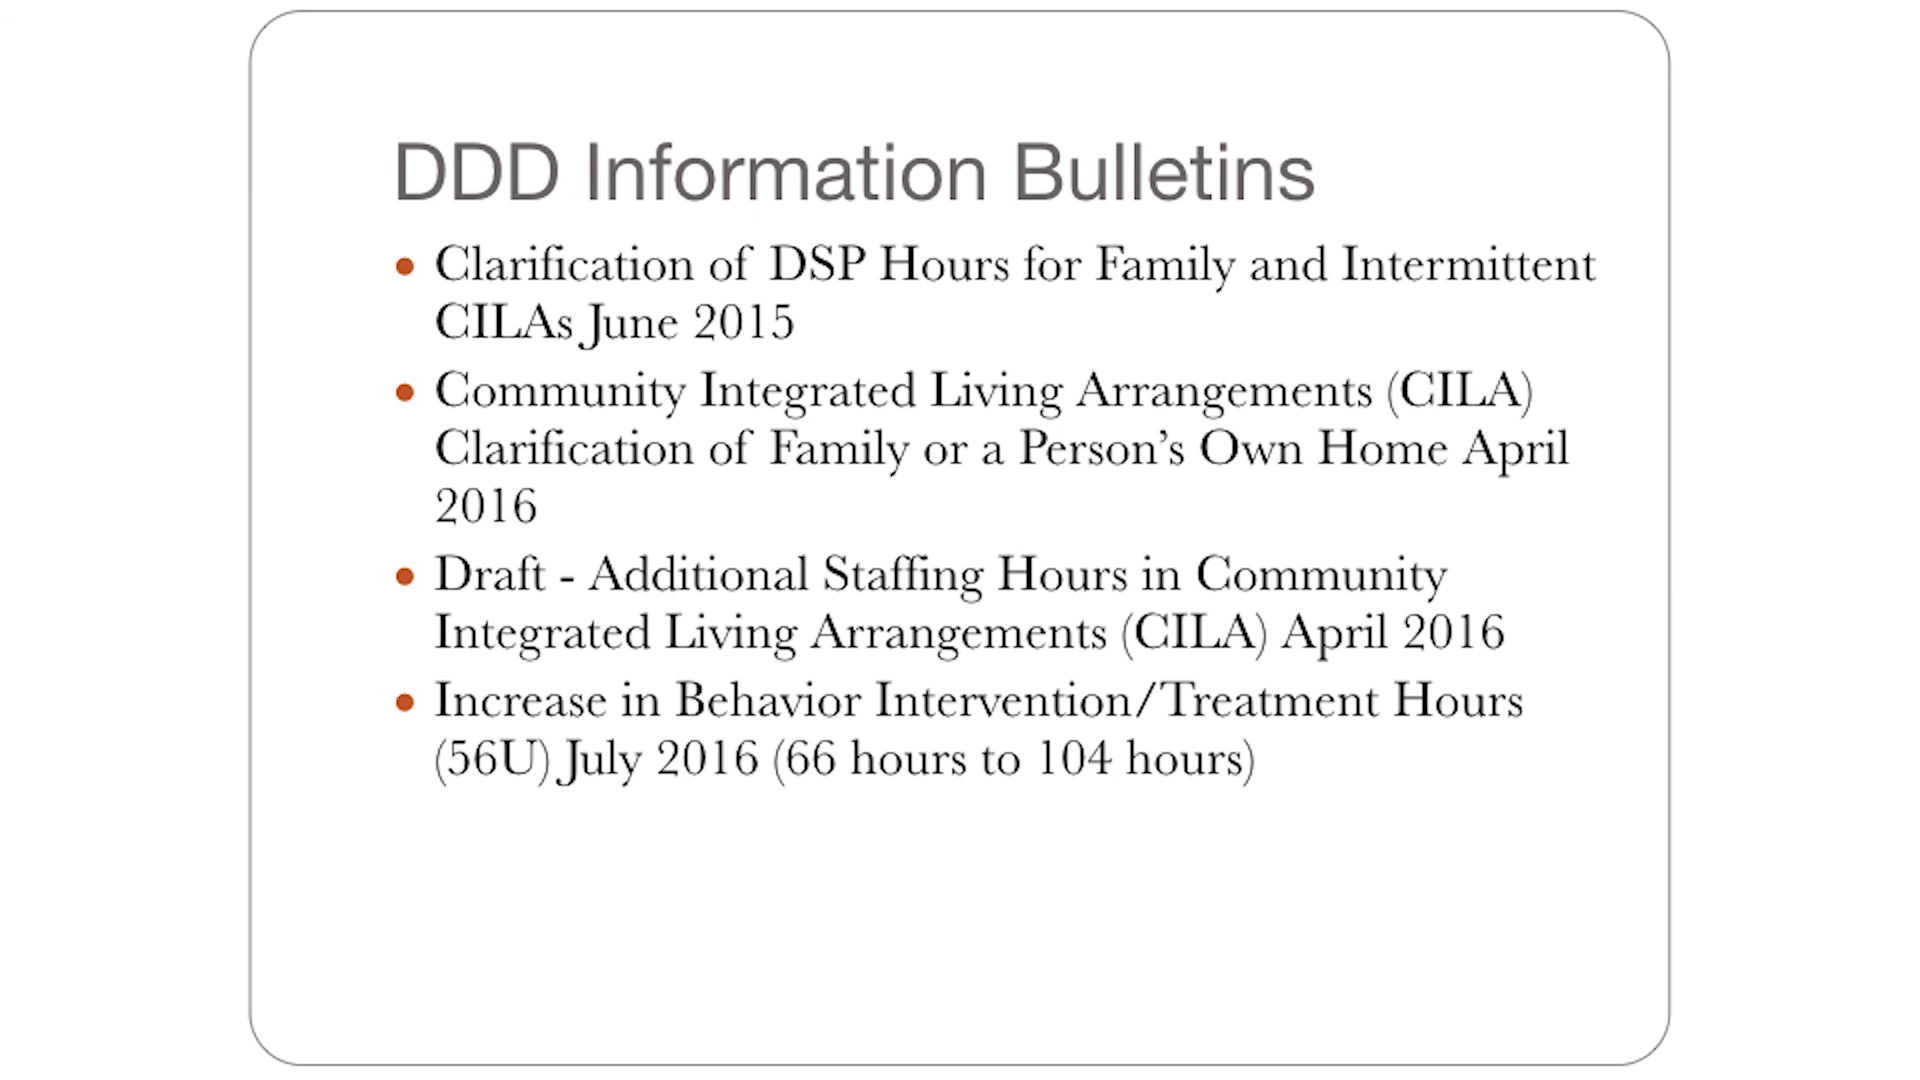 DDD Information Bulletins
• Clarification of DSP Hours for Family and Intermittent
CILAs June 2015
• Community Integrated Living Arrangements (CILA)
Clarification of Family or a Person’s Own Home April
2016
• Draft - Additional Staffing Hours in Community
Integrated Living Arrangements (CILA) April 2016
• Increase in Behavior Intervention/Treatment Hours
(56U) July 2016 (66 hours to 104 hours)